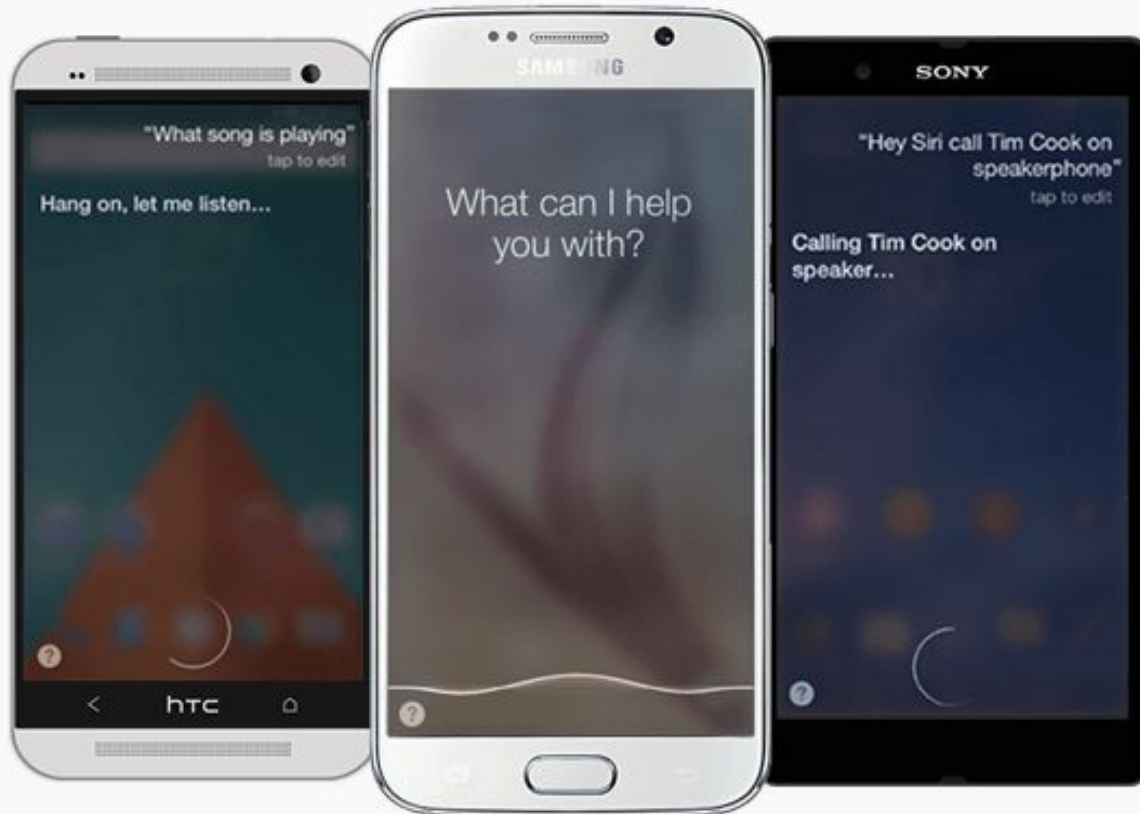 "What song is playing"
tap to edit
Hang on, let me listen...
?
htc
SAMSUNG
What can I help
you with?
?
SONY
"Hey Siri call Tim Cook on
speakerphone"
tap to edit
Calling Tim Cook on
speaker...
?